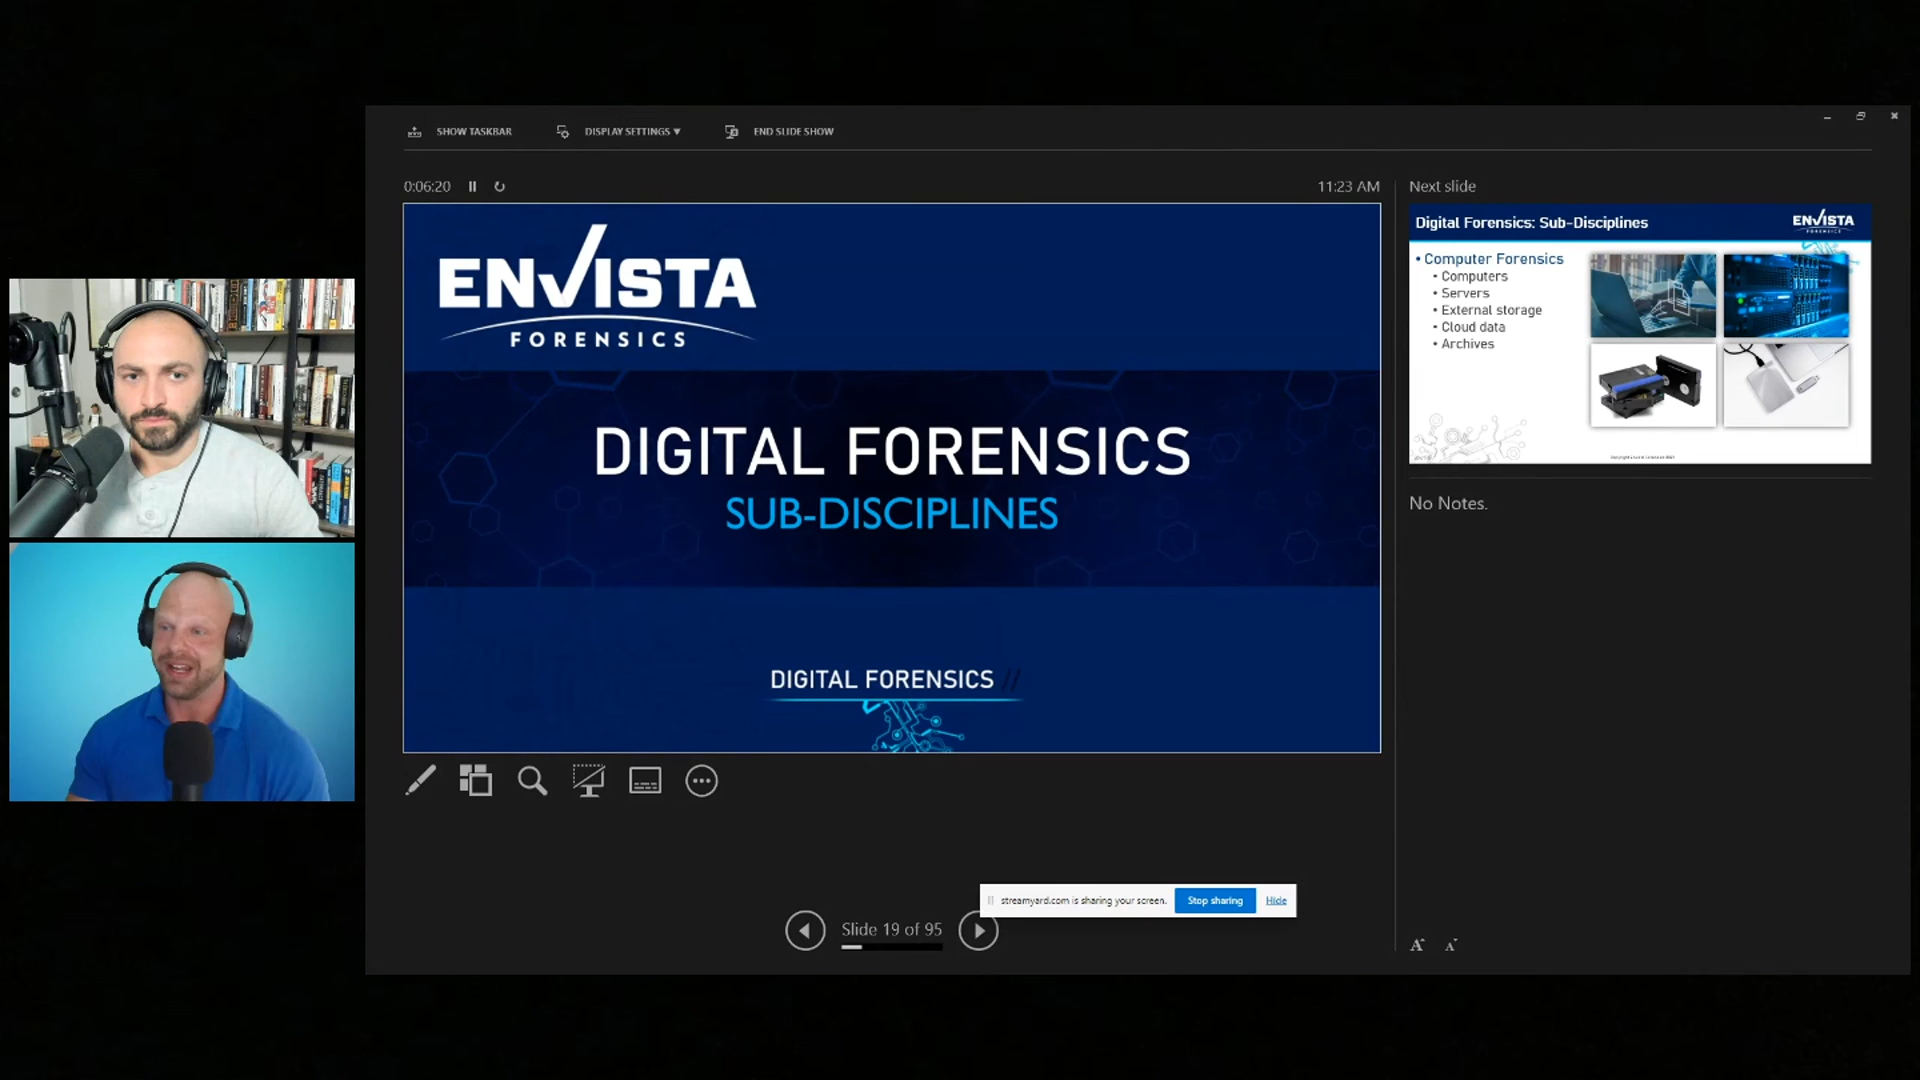 SHOW TASKBAR DISPLAY SETTINGS ▼ END SLIDE SHOW
0:06:20 11:23 AM
ENVISTA
FORENSICS
DIGITAL FORENSICS
SUB-DISCIPLINES
DIGITAL FORENSICS //
Next slide
Digital Forensics: Sub-Disciplines
ENVISTA
FORENSICS
• Computer Forensics
• Computers
• Servers
• External storage
• Cloud data
• Archives
No Notes.
streamyard.com is sharing your screen. Stop sharing Hide
Slide 19 of 95
A A